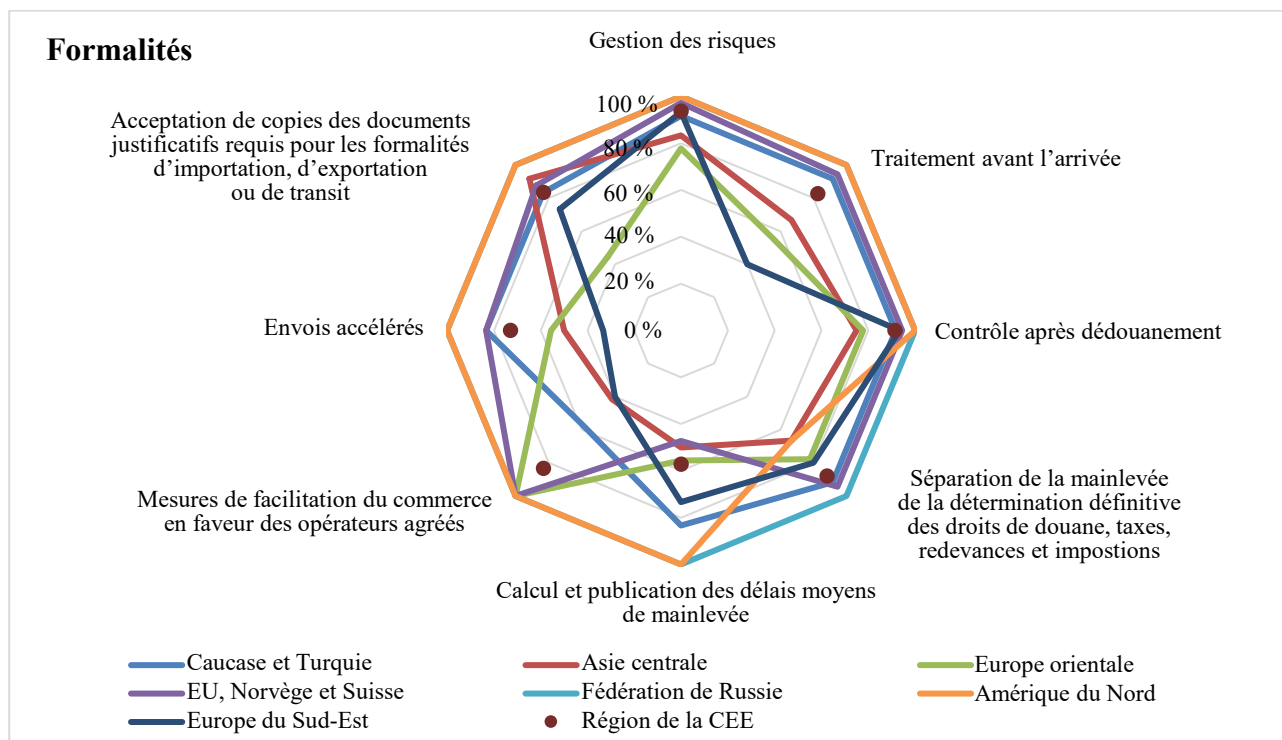 Formalités
Gestion des risques
Acceptation de copies des documents
justificatifs requis pour les formalités
d’importation, d’exportation
ou de transit
100 %
80 %
60 %
40 %
20 %
0 %
Traitement avant l’arrivée
Envois accélérés
Contrôle après dédouanement
Mesures de facilitation du commerce
en faveur des opérateurs agréés
Séparation de la mainlevée
de la détermination définitive
des droits de douane, taxes,
redevances et impostions
Calcul et publication des délais moyens
de mainlevée
Caucase et Turquie
Asie centrale
Europe orientale
EU, Norvège et Suisse
Fédération de Russie
Amérique du Nord
Europe du Sud-Est
Région de la CEE